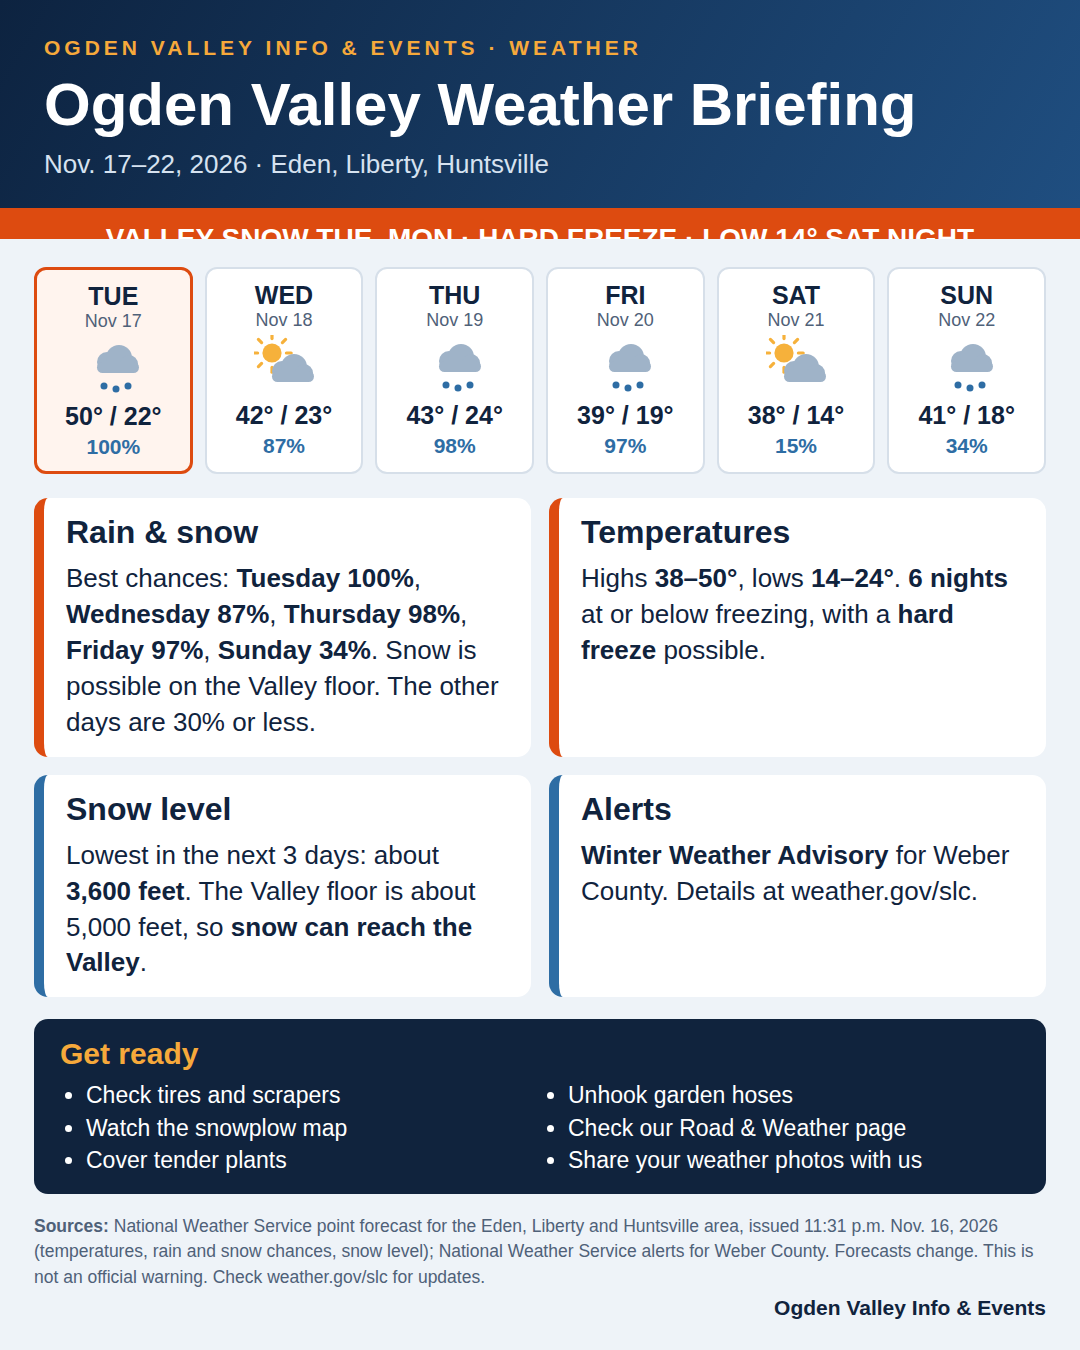 OGDEN VALLEY INFO & EVENTS · WEATHER
Ogden Valley Weather Briefing
Nov. 17–22, 2026 · Eden, Liberty, Huntsville
VALLEY SNOW TUE, MON · HARD FREEZE · LOW 14° SAT NIGHT
TUE
Nov 17
50° / 22°
100%
WED
Nov 18
42° / 23°
87%
THU
Nov 19
43° / 24°
98%
FRI
Nov 20
39° / 19°
97%
SAT
Nov 21
38° / 14°
15%
SUN
Nov 22
41° / 18°
34%
Rain & snow
Best chances: Tuesday 100%,
Wednesday 87%, Thursday 98%,
Friday 97%, Sunday 34%. Snow is
possible on the Valley floor. The other
days are 30% or less.
Temperatures
Highs 38–50°, lows 14–24°. 6 nights
at or below freezing, with a hard
freeze possible.
Snow level
Lowest in the next 3 days: about
3,600 feet. The Valley floor is about
5,000 feet, so snow can reach the
Valley.
Alerts
Winter Weather Advisory for Weber
County. Details at weather.gov/slc.
Get ready
• Check tires and scrapers
• Watch the snowplow map
• Cover tender plants
• Unhook garden hoses
• Check our Road & Weather page
• Share your weather photos with us
Sources: National Weather Service point forecast for the Eden, Liberty and Huntsville area, issued 11:31 p.m. Nov. 16, 2026
(temperatures, rain and snow chances, snow level); National Weather Service alerts for Weber County. Forecasts change. This is
not an official warning. Check weather.gov/slc for updates.
Ogden Valley Info & Events